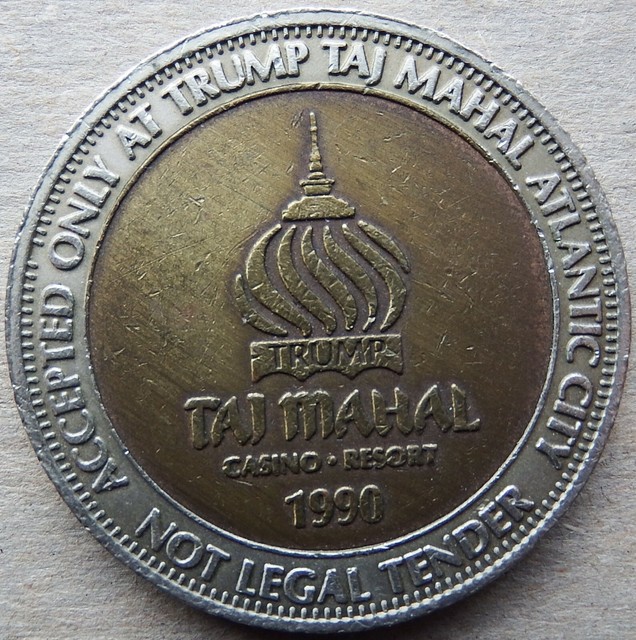 ACCEPTED ONLY AT TRUMP TAJ MAHAL ATLANTIC CITY
TRUMP
TAJ MAHAL
CASINO • RESORT
1990
NOT LEGAL TENDER